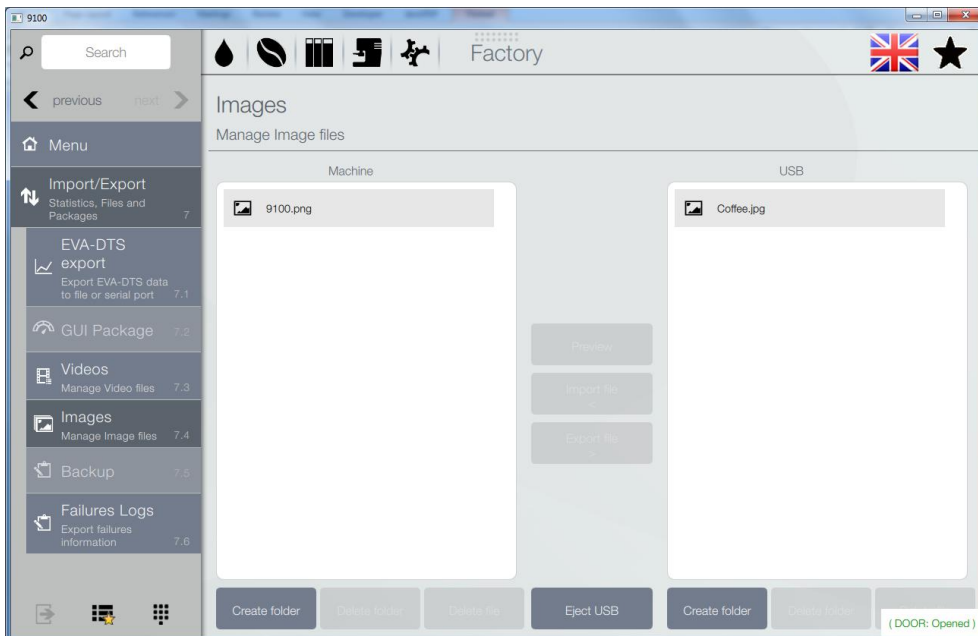 9100
Search
Factory
previous
next
Images
Manage Image files
Menu
Machine
USB
Import/Export
Statistics, Files and
Packages
7
9100.png
Coffee.jpg
EVA-DTS
export
Export EVA-DTS data
to file or serial port
7.1
GUI Package
7.2
Preview
Videos
Manage Video files
7.3
Import file
<
Images
Manage Image files
7.4
Export file
>
Backup
7.5
Failures Logs
Export failures
information
7.6
Create folder
Delete folder
Delete file
Eject USB
Create folder
Delete folder
( DOOR: Opened )